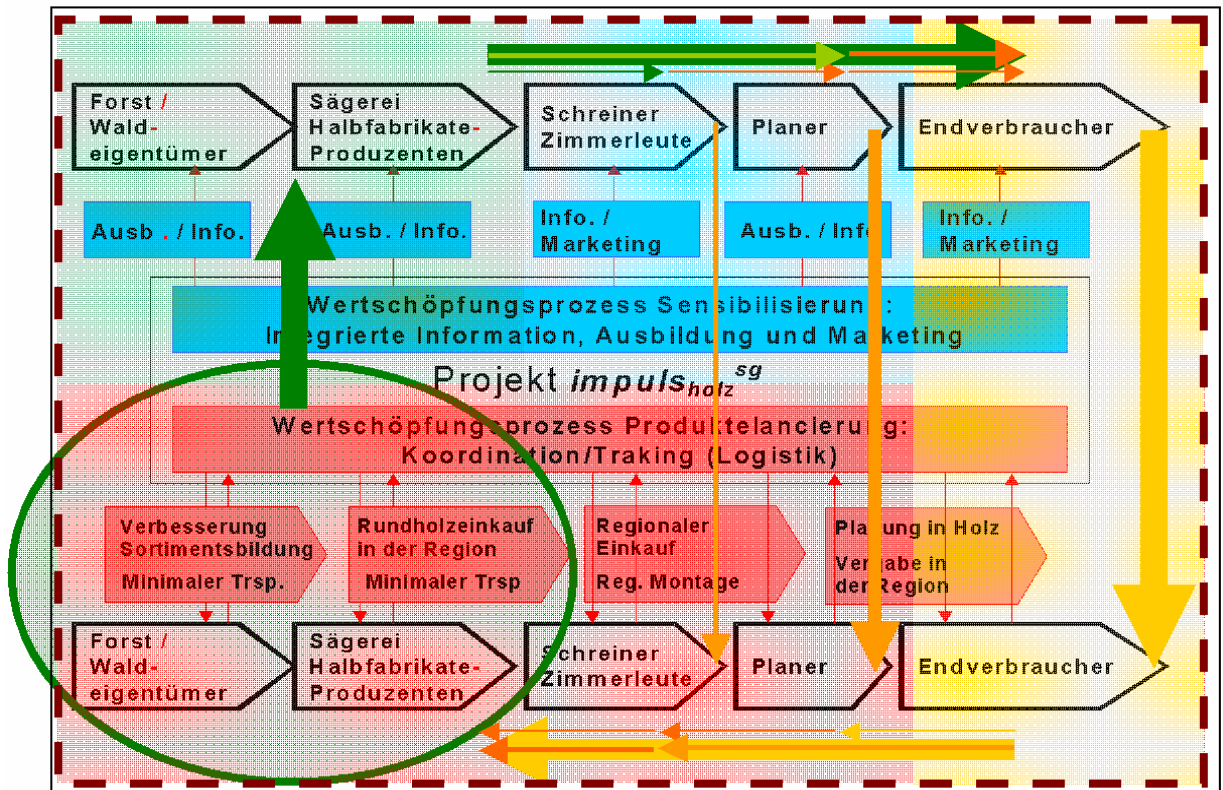 Forst /
Wald-
eigentümer
Sägerei
Halbfabrikate-
Produzenten
Schreiner
Zimmerleute
Planer
Endverbraucher
Ausb . / Info.
Ausb. / Info.
Info. /
Marketing
Ausb. / Info
Info. /
Marketing
Wertschöpfungsprozess Sensibilisierung:
Integrierte Information, Ausbildung und Marketing
Projekt impulsholz sg
Wertschöpfungsprozess Produktelancierung:
Koordination/Traking (Logistik)
Verbesserung
Sortimentsbildung
Minimaler Trsp.
Rundholzeinkauf
in der Region
Minimaler Trsp
Regionaler
Einkauf
Reg. Montage
Planung in Holz
Vergabe in
der Region
Forst /
Wald-
eigentümer
Sägerei
Halbfabrikate-
Produzenten
Schreiner
Zimmerleute
Planer
Endverbraucher